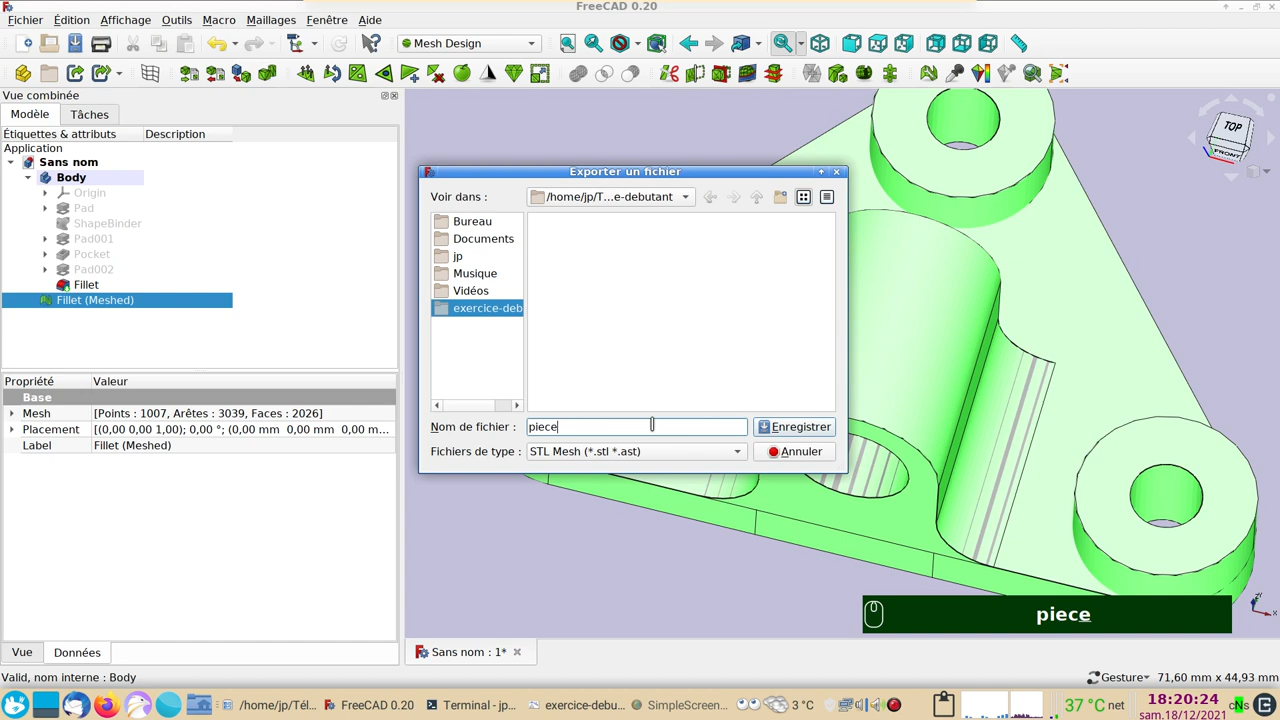 FreeCAD 0.20
Fichier Édition Affichage Outils Macro Maillages Fenêtre Aide
Mesh Design
Vue combinée
Modèle Tâches
Étiquettes & attributs Description
Application
Sans nom
Body
Origin
Pad
ShapeBinder
Pad001
Pocket
Pad002
Fillet
Fillet (Meshed)
Propriété Valeur
Base
Mesh [Points : 1007, Arêtes : 3039, Faces : 2026]
Placement [(0,00 0,00 1,00); 0,00 °; (0,00 mm 0,00 mm 0,00 m...
Label Fillet (Meshed)
Vue Données
Exporter un fichier
Voir dans : /home/jp/T...e-debutant
Bureau
Documents
jp
Musique
Vidéos
exercice-deb
Nom de fichier : piece Enregistrer
Fichiers de type : STL Mesh (*.stl *.ast) Annuler
TOP
FRONT
piece
Sans nom : 1*
Valid, nom interne : Body Gesture 71,60 mm x 44,93 mm
/home/jp/Tél... FreeCAD 0.20 Terminal - jp... exercice-debu... SimpleScreen... 3 °C 37 °C net 18:20:24
sam.18/12/2021